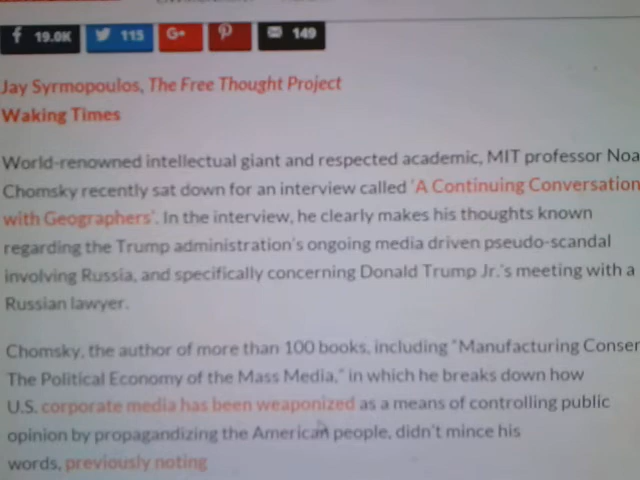 19.0K 115 G+ 149
Jay Syrmopoulos, The Free Thought Project
Waking Times
World-renowned intellectual giant and respected academic, MIT professor Noa
Chomsky recently sat down for an interview called 'A Continuing Conversation
with Geographers'. In the interview, he clearly makes his thoughts known
regarding the Trump administration's ongoing media driven pseudo-scandal
involving Russia, and specifically concerning Donald Trump Jr.'s meeting with a
Russian lawyer.
Chomsky, the author of more than 100 books, including "Manufacturing Conser
The Political Economy of the Mass Media," in which he breaks down how
U.S. corporate media has been weaponized as a means of controlling public
opinion by propagandizing the American people, didn't mince his
words, previously noting